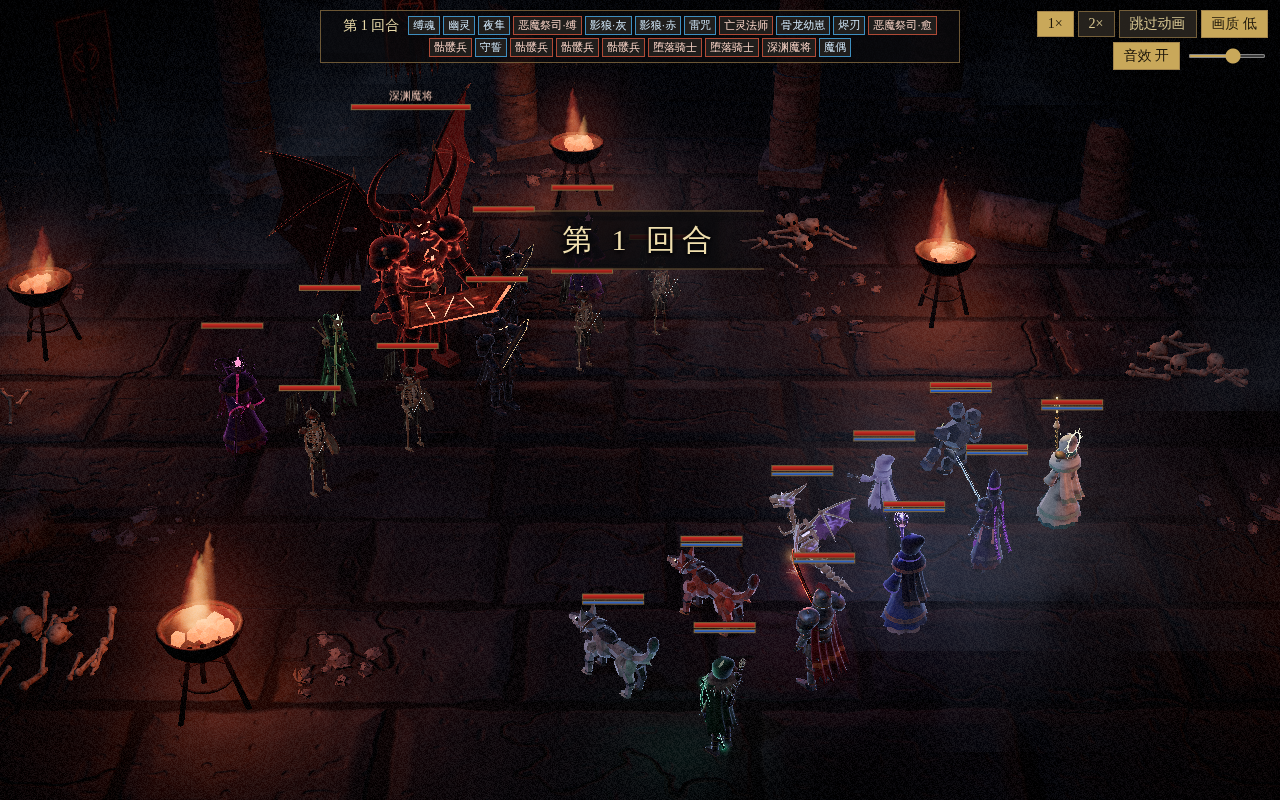 第 1 回合 缚魂 幽灵 夜隼 恶魔祭司·缚 影狼·灰 影狼·赤 雷咒 亡灵法师 骨龙幼崽 烬刃 恶魔祭司·愈
骷髅兵 守誓 骷髅兵 骷髅兵 骷髅兵 堕落骑士 堕落骑士 深渊魔将 魔偶
1× 2× 跳过动画 画质 低
音效 开
深渊魔将
第 1 回合